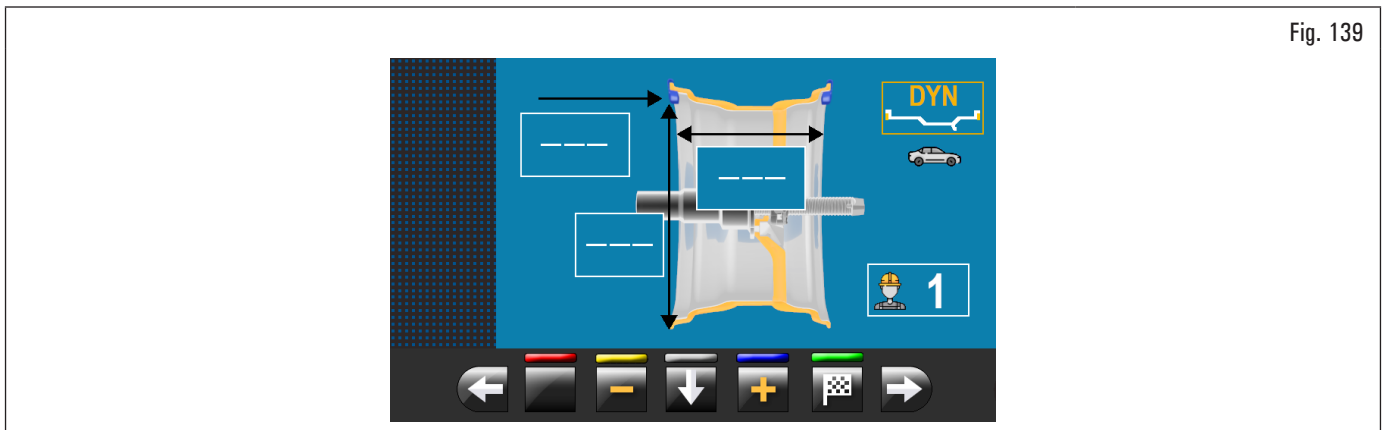 Fig. 139
DYN
— — —
— — —
— — —
1